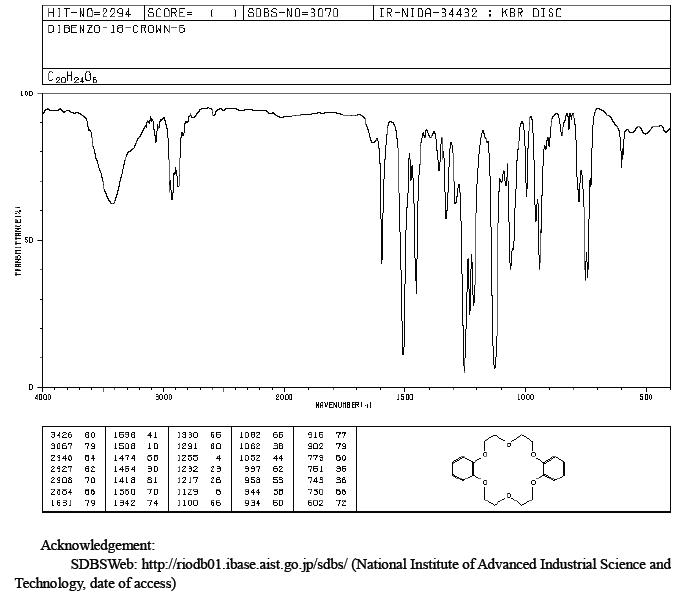 HIT-NO=2294 SCORE= ( ) SDBS-NO=3070 IR-NIDA-34432 : KBR DISC
DIBENZO-18-CROWN-6
C20H24O6
100
TRANSMITTANCE(%)
50
0
4000 3000 2000 1500 1000 500
WAVENUMBER(-1)
3426 60 1596 41 1330 55 1082 66 916 77
3067 79 1508 10 1291 60 1062 38 902 79
2940 64 1474 68 1255 4 1052 44 779 60
2927 62 1454 30 1232 23 997 62 751 36
2908 70 1418 81 1217 26 958 55 743 36
2884 66 1360 70 1129 6 944 38 730 66
1631 79 1342 74 1100 66 934 60 602 72
O
O O
O O
O
Acknowledgement:
SDBSWeb: http://riodb01.ibase.aist.go.jp/sdbs/ (National Institute of Advanced Industrial Science and
Technology, date of access)